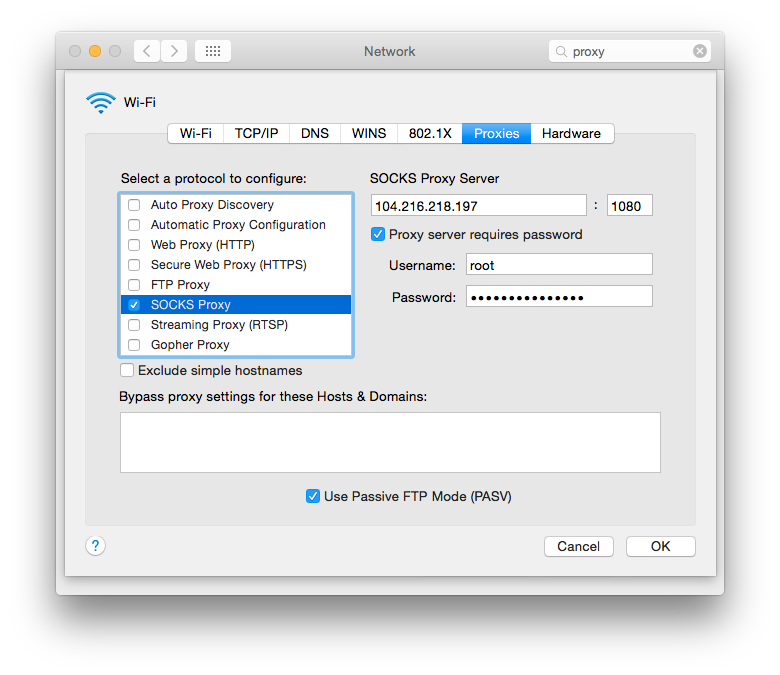 Network
proxy
Wi-Fi
Wi-Fi TCP/IP DNS WINS 802.1X Proxies Hardware
Select a protocol to configure:
Auto Proxy Discovery
Automatic Proxy Configuration
Web Proxy (HTTP)
Secure Web Proxy (HTTPS)
FTP Proxy
SOCKS Proxy
Streaming Proxy (RTSP)
Gopher Proxy
Exclude simple hostnames
SOCKS Proxy Server
104.216.218.197 : 1080
Proxy server requires password
Username: root
Password: •••••••••••••••
Bypass proxy settings for these Hosts & Domains:
Use Passive FTP Mode (PASV)
? Cancel OK